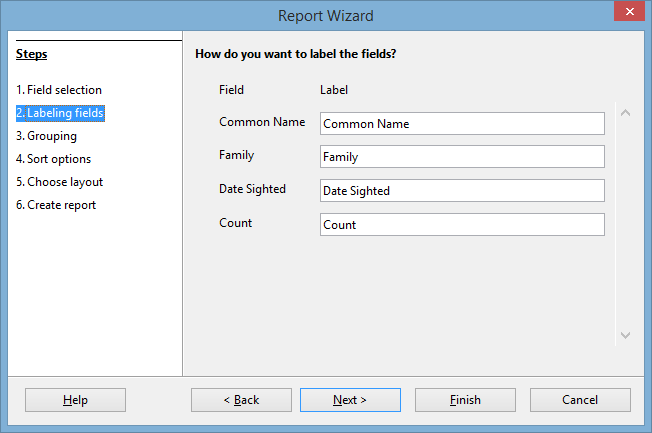 Report Wizard
Steps
1. Field selection
2. Labeling fields
3. Grouping
4. Sort options
5. Choose layout
6. Create report
How do you want to label the fields?
Field Label
Common Name Common Name
Family Family
Date Sighted Date Sighted
Count Count
Help < Back Next > Finish Cancel